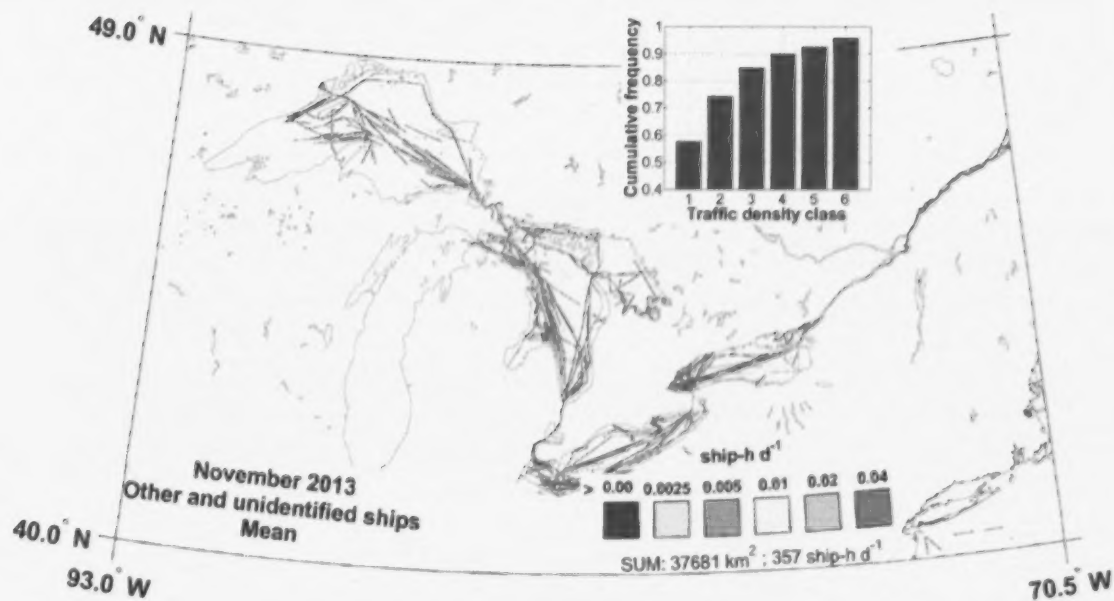 49.0° N
Cumulative frequency
1
0.9
0.8
0.7
0.6
0.5
0.4
1 2 3 4 5 6
Traffic density class
November 2013
Other and unidentified ships
Mean
ship-h d⁻¹
> 0.00 0.0025 0.005 0.01 0.02 0.04
SUM: 37681 km² ; 357 ship-h d⁻¹
40.0° N
93.0° W
70.5° W